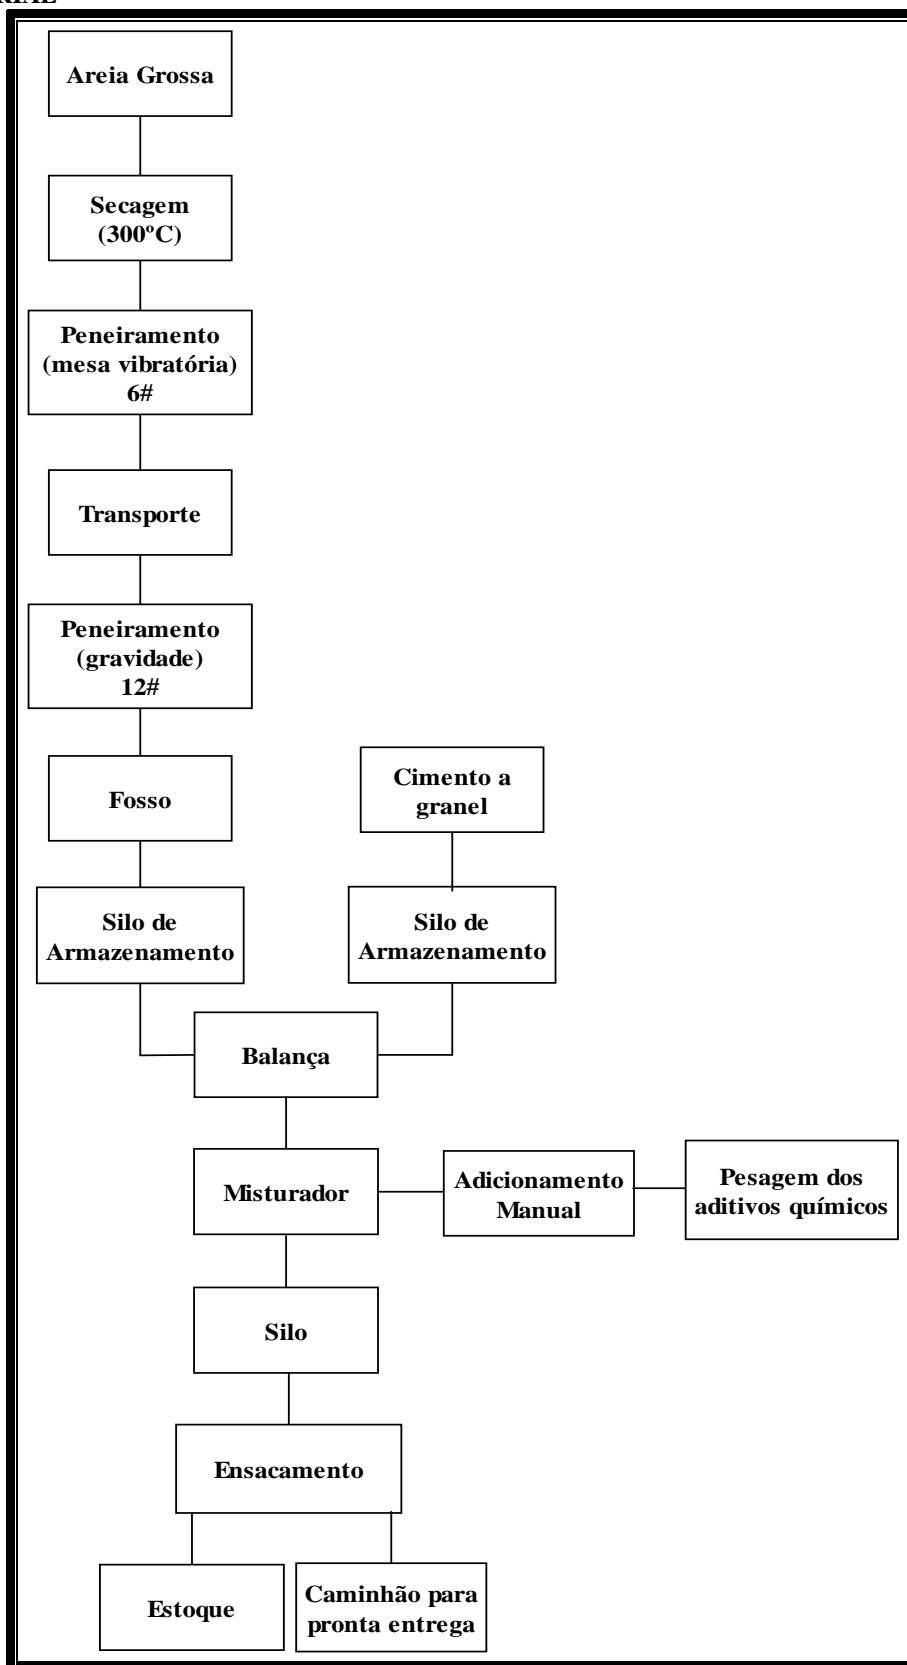 Areia Grossa
Secagem
(300ºC)
Peneiramento
(mesa vibratória)
6#
Transporte
Peneiramento
(gravidade)
12#
Fosso
Cimento a
granel
Silo de
Armazenamento
Silo de
Armazenamento
Balança
Misturador
Adicionamento
Manual
Pesagem dos
aditivos químicos
Silo
Ensacamento
Estoque
Caminhão para
pronta entrega